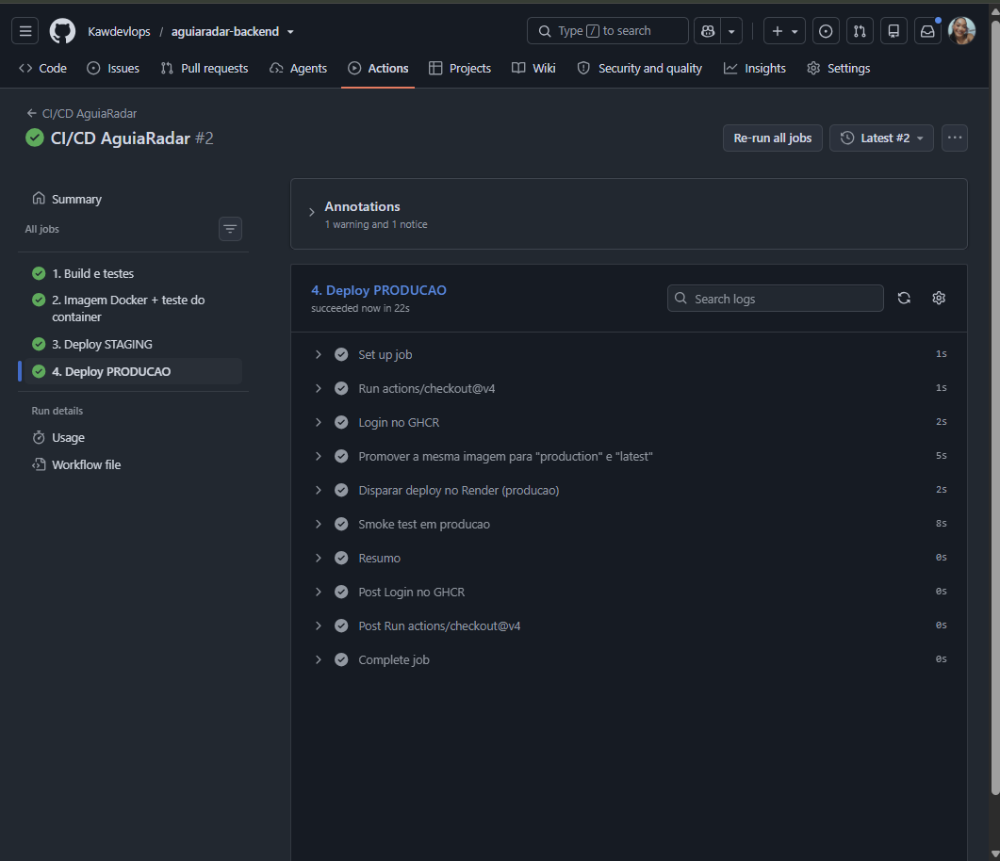 Kawdevlops / aguiaradar-backend
Type / to search
Code
Issues
Pull requests
Agents
Actions
Projects
Wiki
Security and quality
Insights
Settings
CI/CD AguiaRadar
CI/CD AguiaRadar #2
Re-run all jobs
Latest #2
Summary
All jobs
1. Build e testes
2. Imagem Docker + teste do
container
3. Deploy STAGING
4. Deploy PRODUCAO
Run details
Usage
Workflow file
Annotations
1 warning and 1 notice
4. Deploy PRODUCAO
succeeded now in 22s
Search logs
Set up job 1s
Run actions/checkout@v4 1s
Login no GHCR 2s
Promover a mesma imagem para "production" e "latest" 5s
Disparar deploy no Render (producao) 2s
Smoke test em producao 8s
Resumo 0s
Post Login no GHCR 0s
Post Run actions/checkout@v4 0s
Complete job 0s